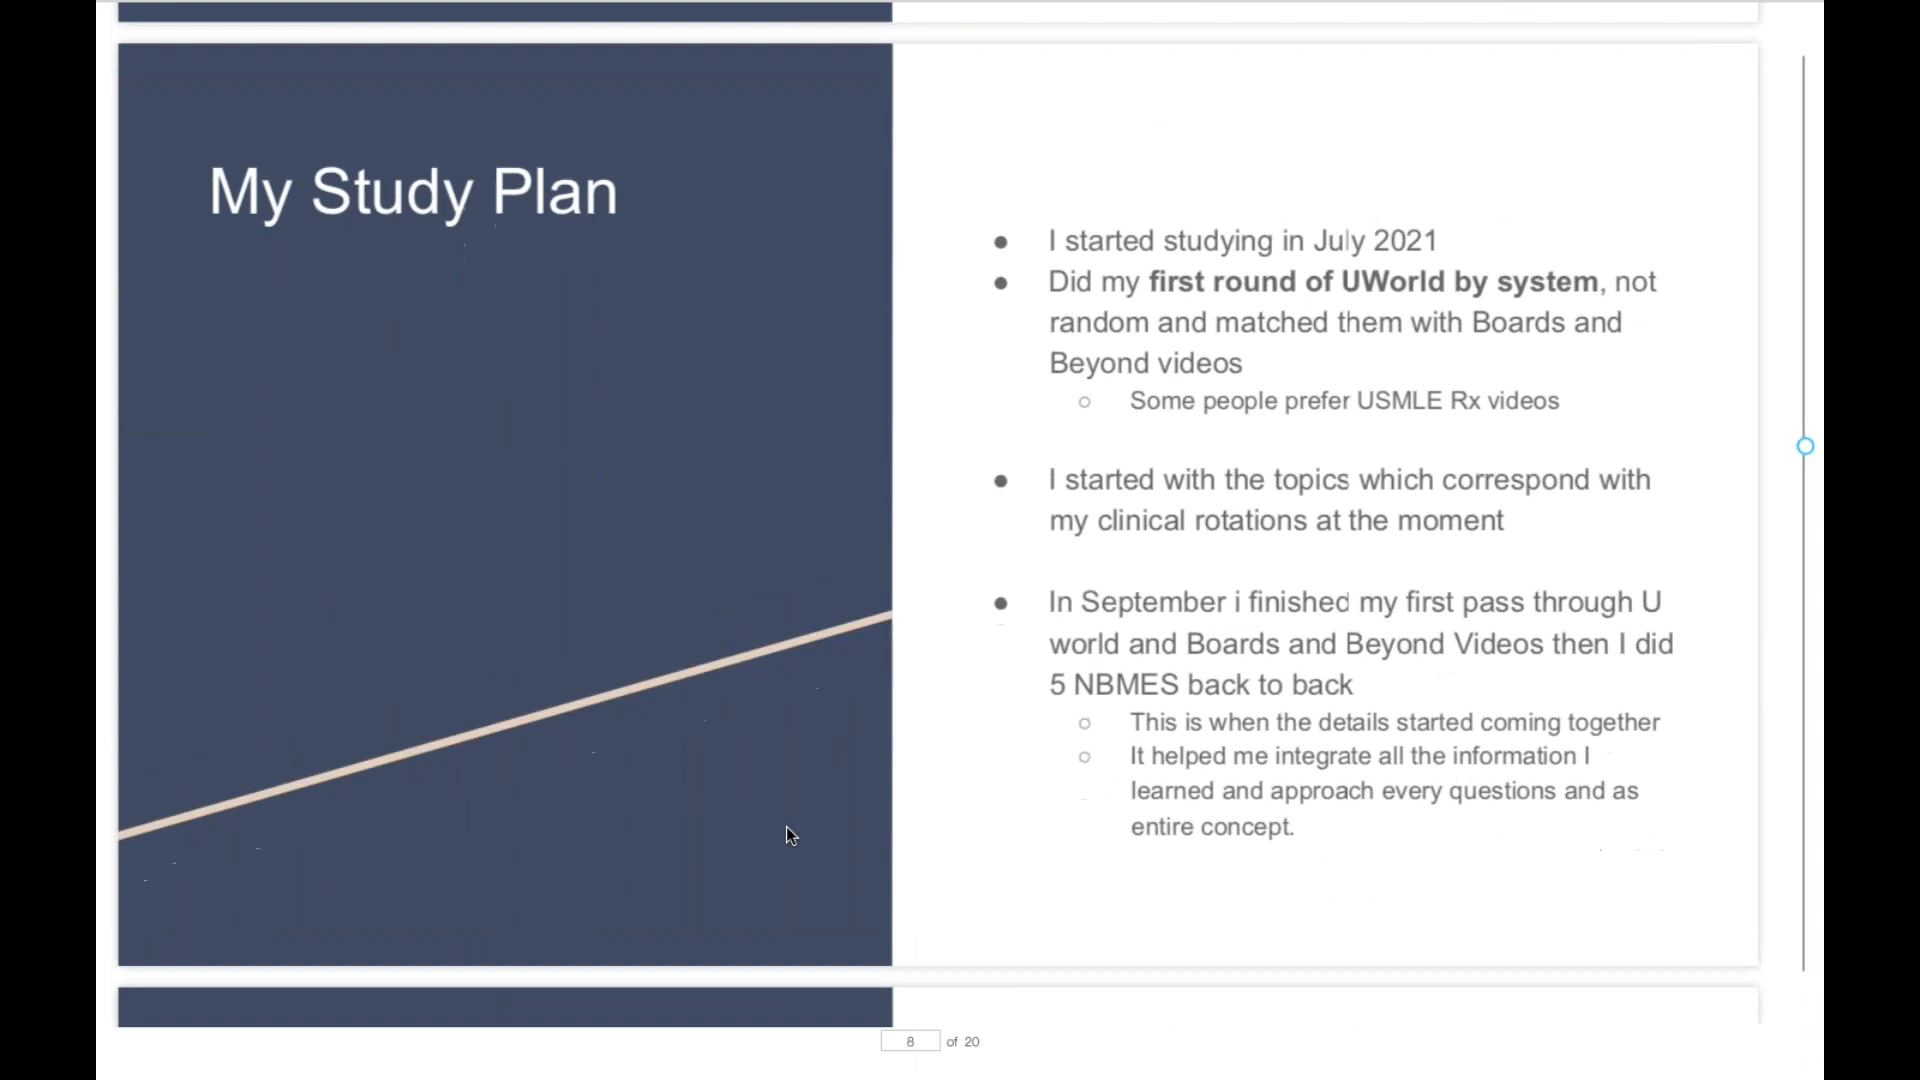 My Study Plan
● I started studying in July 2021
● Did my first round of UWorld by system, not
random and matched them with Boards and
Beyond videos
○ Some people prefer USMLE Rx videos
● I started with the topics which correspond with
my clinical rotations at the moment
● In September i finished my first pass through U
world and Boards and Beyond Videos then I did
5 NBMES back to back
○ This is when the details started coming together
○ It helped me integrate all the information I
learned and approach every questions and as
entire concept.
8 of 20